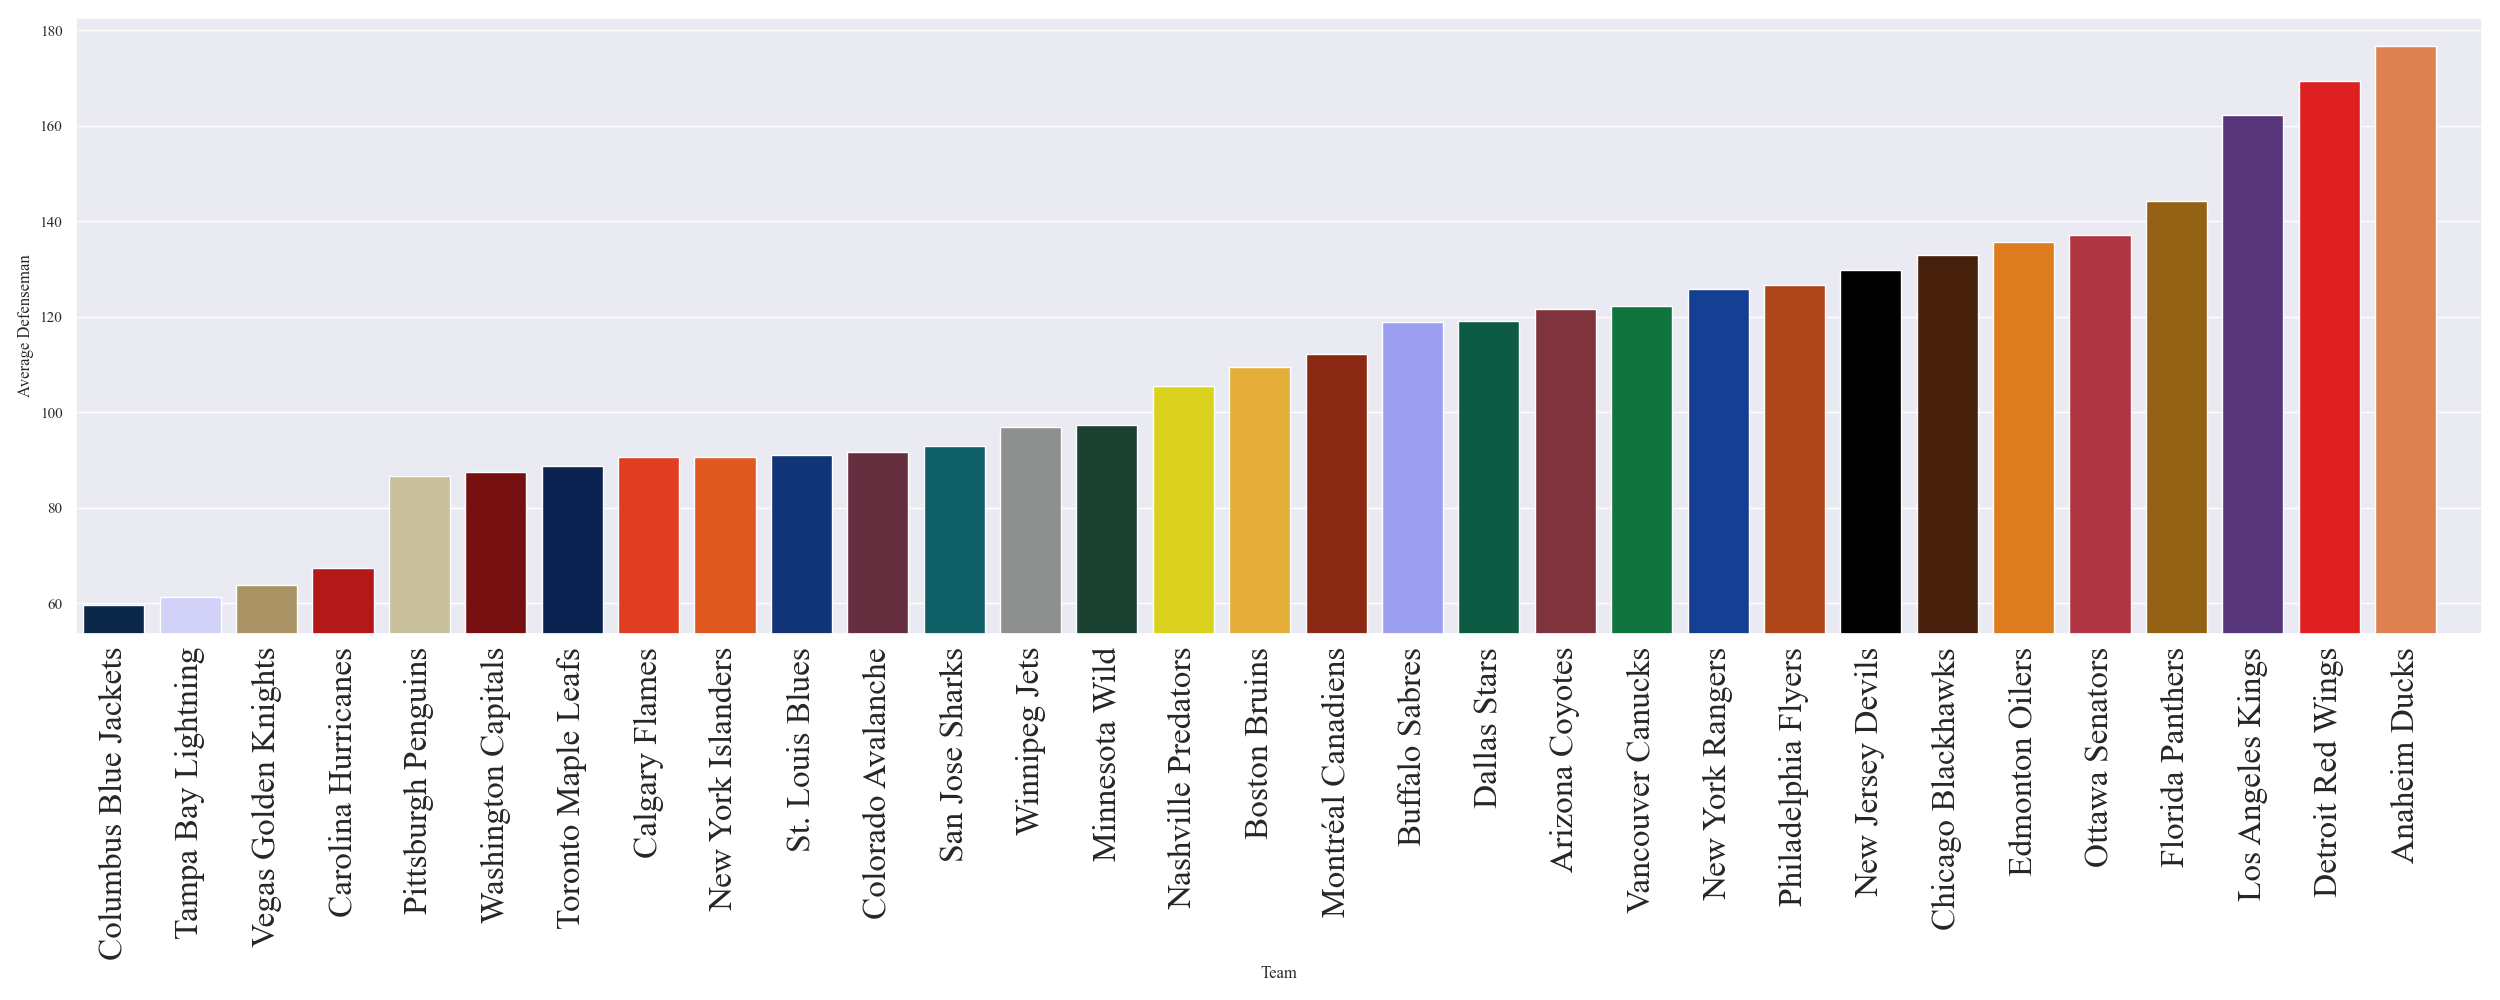 180
160
140
120
100
80
60
Average Defenseman
Columbus Blue Jackets
Tampa Bay Lightning
Vegas Golden Knights
Carolina Hurricanes
Pittsburgh Penguins
Washington Capitals
Toronto Maple Leafs
Calgary Flames
New York Islanders
St. Louis Blues
Colorado Avalanche
San Jose Sharks
Winnipeg Jets
Minnesota Wild
Nashville Predators
Boston Bruins
Montréal Canadiens
Buffalo Sabres
Dallas Stars
Arizona Coyotes
Vancouver Canucks
New York Rangers
Philadelphia Flyers
New Jersey Devils
Chicago Blackhawks
Edmonton Oilers
Ottawa Senators
Florida Panthers
Los Angeles Kings
Detroit Red Wings
Anaheim Ducks
Team